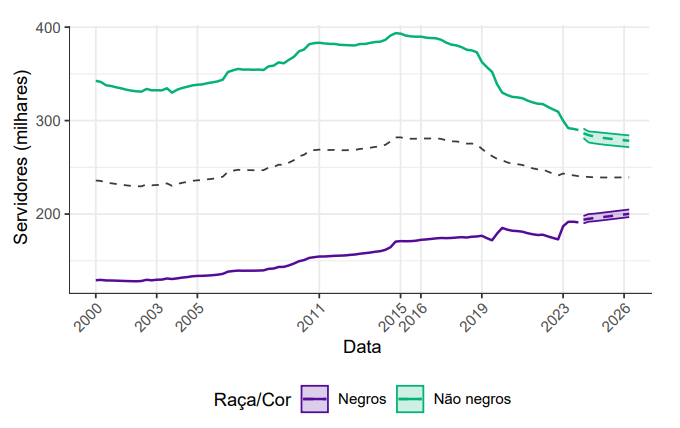 400
300
200
Servidores (milhares)
2000 2003 2005 2011 2015 2016 2019 2023 2026
Data
Raça/Cor Negros Não negros